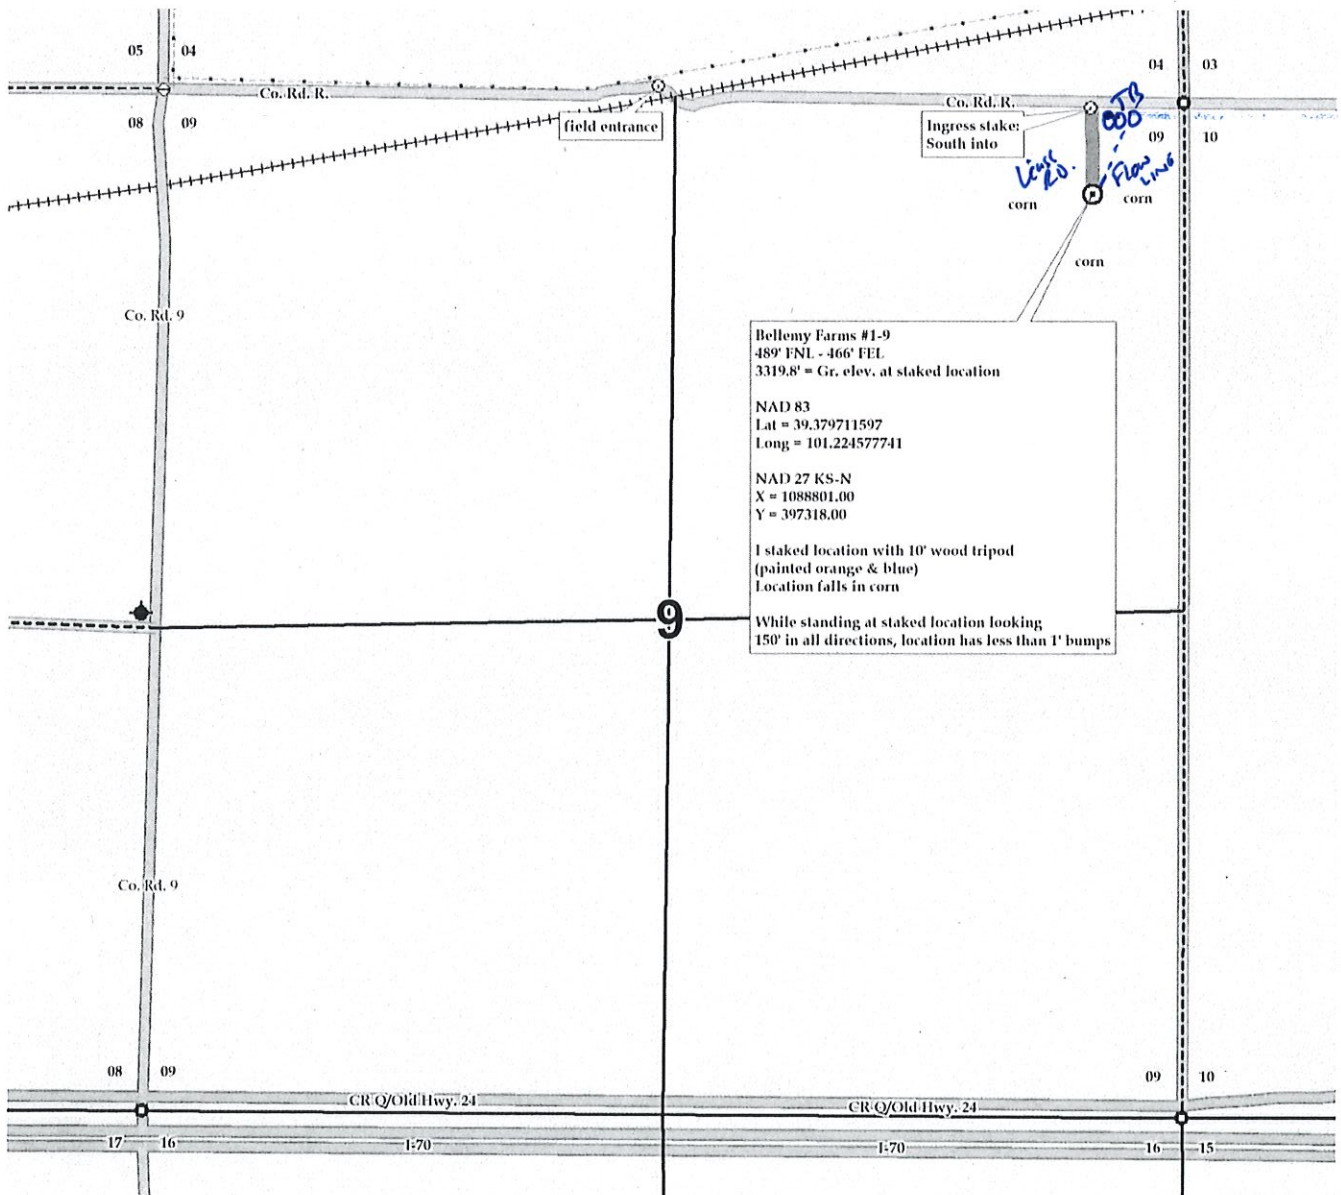 05 04
04 03
Co. Rd. R.
Co. Rd. R.
TB
08 09
field entrance
Ingress stake:
South into
09 10
Lease
RD.
Flow
LINE
corn
corn
corn
Co. Rd. 9
Bellemy Farms #1-9
489' FNL - 466' FEL
3319.8' = Gr. elev. at staked location
NAD 83
Lat = 39.379711597
Long = 101.224577741
NAD 27 KS-N
X = 1088801.00
Y = 397318.00
I staked location with 10' wood tripod
(painted orange & blue)
Location falls in corn
While standing at staked location looking
150' in all directions, location has less than 1' bumps
9
Co. Rd. 9
08 09
09 10
CR Q/Old Hwy. 24
CR Q/Old Hwy. 24
17 16
I-70
I-70
16 15